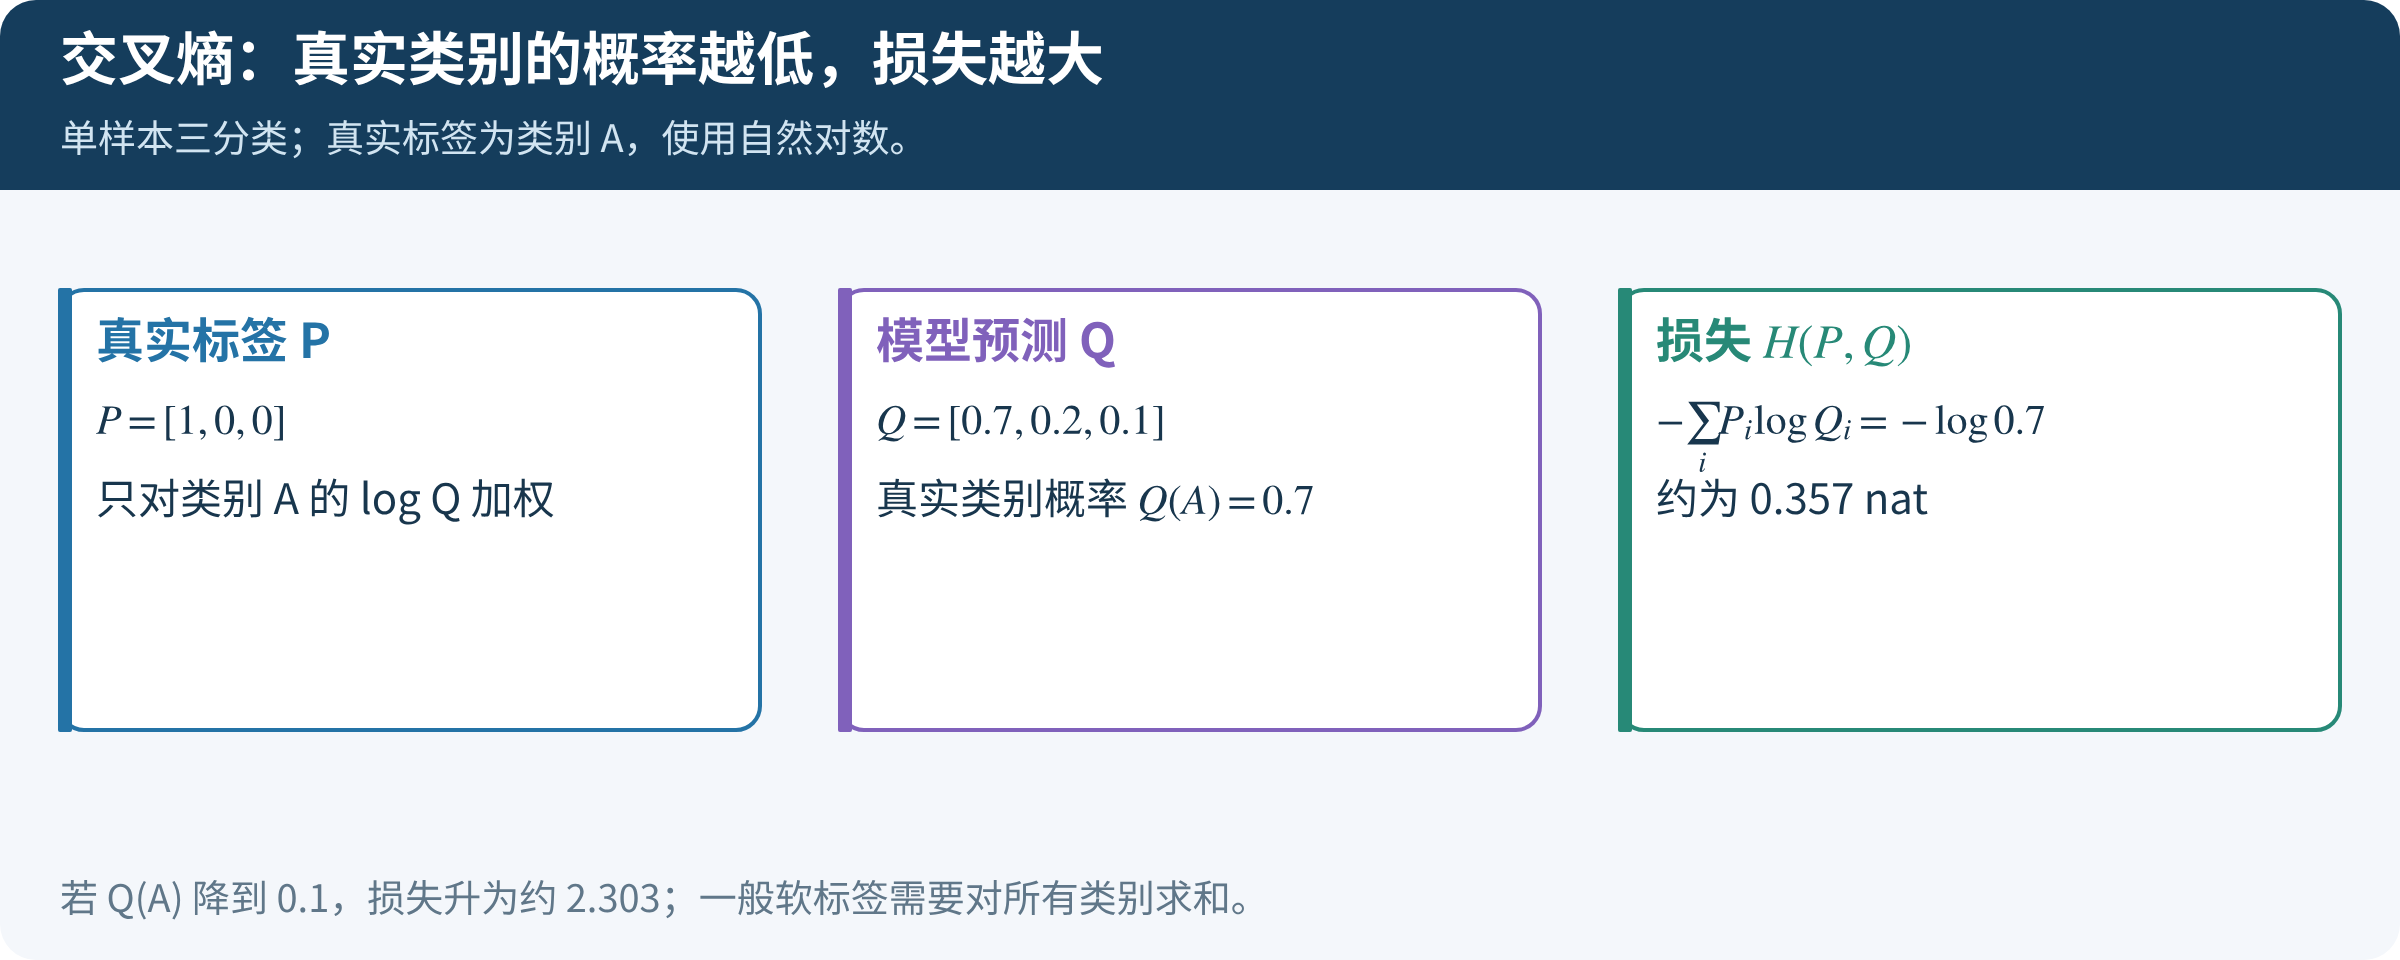 交叉熵：真实类别的概率越低，损失越大
单样本三分类；真实标签为类别 A，使用自然对数。
真实标签 P
P = [1, 0, 0]
只对类别 A 的 log Q 加权
模型预测 Q
Q = [0.7, 0.2, 0.1]
真实类别概率 Q(A) = 0.7
损失 H(P, Q)
−∑_i P_i log Q_i = − log 0.7
约为 0.357 nat
若 Q(A) 降到 0.1，损失升为约 2.303；一般软标签需要对所有类别求和。